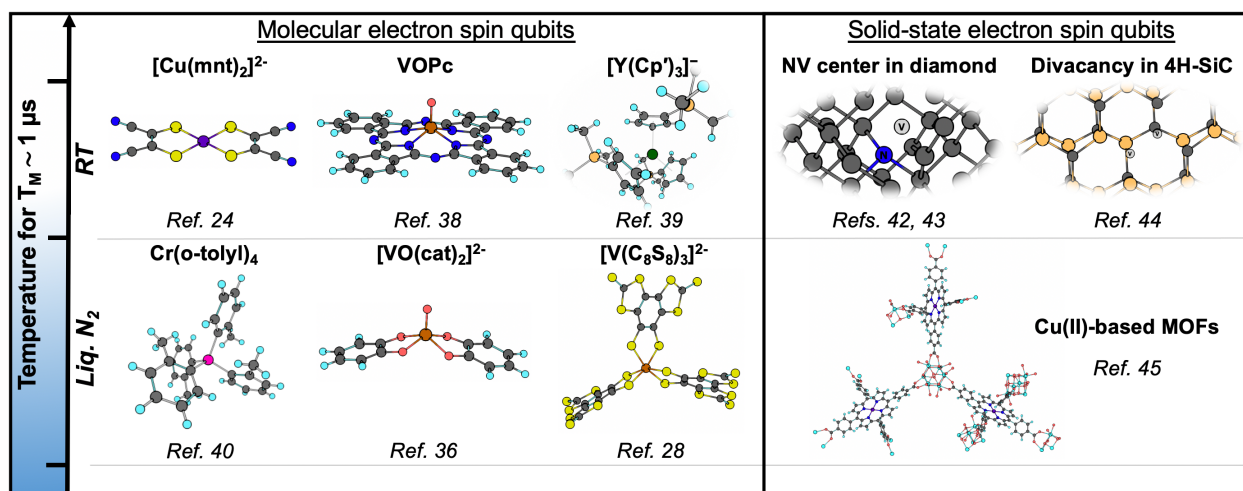 Molecular electron spin qubits
Solid-state electron spin qubits
[Cu(mnt)₂]²⁻
VOPc
[Y(Cp′)₃]⁻
NV center in diamond
Divacancy in 4H-SiC
V
N
V
V
Ref. 24
Ref. 38
Ref. 39
Refs. 42, 43
Ref. 44
Cr(o-tolyl)₄
[VO(cat)₂]²⁻
[V(C₈S₈)₃]²⁻
Cu(II)-based MOFs
Ref. 45
Ref. 40
Ref. 36
Ref. 28
Temperature for T_M ~ 1 μs
RT
Liq. N₂